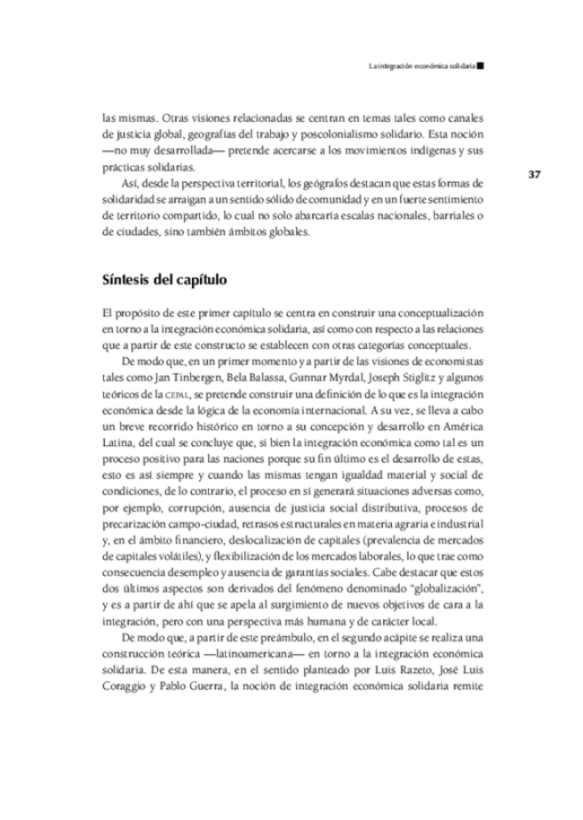 La integración económica solidaria
las mismas. Otras visiones relacionadas se centran en temas tales como canales
de justicia global, geografías del trabajo y poscolonialismo solidario. Esta noción
—no muy desarrollada— pretende acercarse a los movimientos indígenas y sus
prácticas solidarias.
37
Así, desde la perspectiva territorial, los geógrafos destacan que estas formas de
solidaridad se arraigan a un sentido sólido de comunidad y en un fuerte sentimiento
de territorio compartido, lo cual no solo abarcaría escalas nacionales, barriales o
de ciudades, sino también ámbitos globales.
Síntesis del capítulo
El propósito de este primer capítulo se centra en construir una conceptualización
en torno a la integración económica solidaria, así como con respecto a las relaciones
que a partir de este constructo se establecen con otras categorías conceptuales.
De modo que, en un primer momento y a partir de las visiones de economistas
tales como Jan Tinbergen, Bela Balassa, Gunnar Myrdal, Joseph Stiglitz y algunos
teóricos de la CEPAL, se pretende construir una definición de lo que es la integración
económica desde la lógica de la economía internacional. A su vez, se lleva a cabo
un breve recorrido histórico en torno a su concepción y desarrollo en América
Latina, del cual se concluye que, si bien la integración económica como tal es un
proceso positivo para las naciones porque su fin último es el desarrollo de estas,
esto es así siempre y cuando las mismas tengan igualdad material y social de
condiciones, de lo contrario, el proceso en sí generará situaciones adversas como,
por ejemplo, corrupción, ausencia de justicia social distributiva, procesos de
precarización campo-ciudad, retrasos estructurales en materia agraria e industrial
y, en el ámbito financiero, deslocalización de capitales (prevalencia de mercados
de capitales volátiles), y flexibilización de los mercados laborales, lo que trae como
consecuencia desempleo y ausencia de garantías sociales. Cabe destacar que estos
dos últimos aspectos son derivados del fenómeno denominado “globalización”,
y es a partir de ahí que se apela al surgimiento de nuevos objetivos de cara a la
integración, pero con una perspectiva más humana y de carácter local.
De modo que, a partir de este preámbulo, en el segundo acápite se realiza una
construcción teórica —latinoamericana— en torno a la integración económica
solidaria. De esta manera, en el sentido planteado por Luis Razeto, José Luis
Coraggio y Pablo Guerra, la noción de integración económica solidaria remite